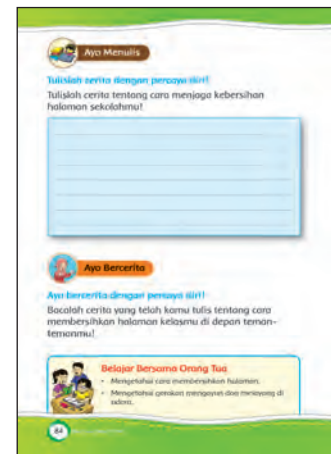 Ayo Menulis
Tulislah cerita dengan percaya diri!
Tulislah cerita tentang cara menjaga kebersihan
halaman sekolahmu!
Ayo Bercerita
Ayo bercerita dengan percaya diri!
Bacalah cerita yang telah kamu tulis tentang cara
membersihkan halaman kelasmu di depan teman-
temanmu!
Belajar Bersama Orang Tua
• Mengetahui cara membersihkan halaman.
• Mengetahui gerakan mengayun dan melayang di
udara.
84